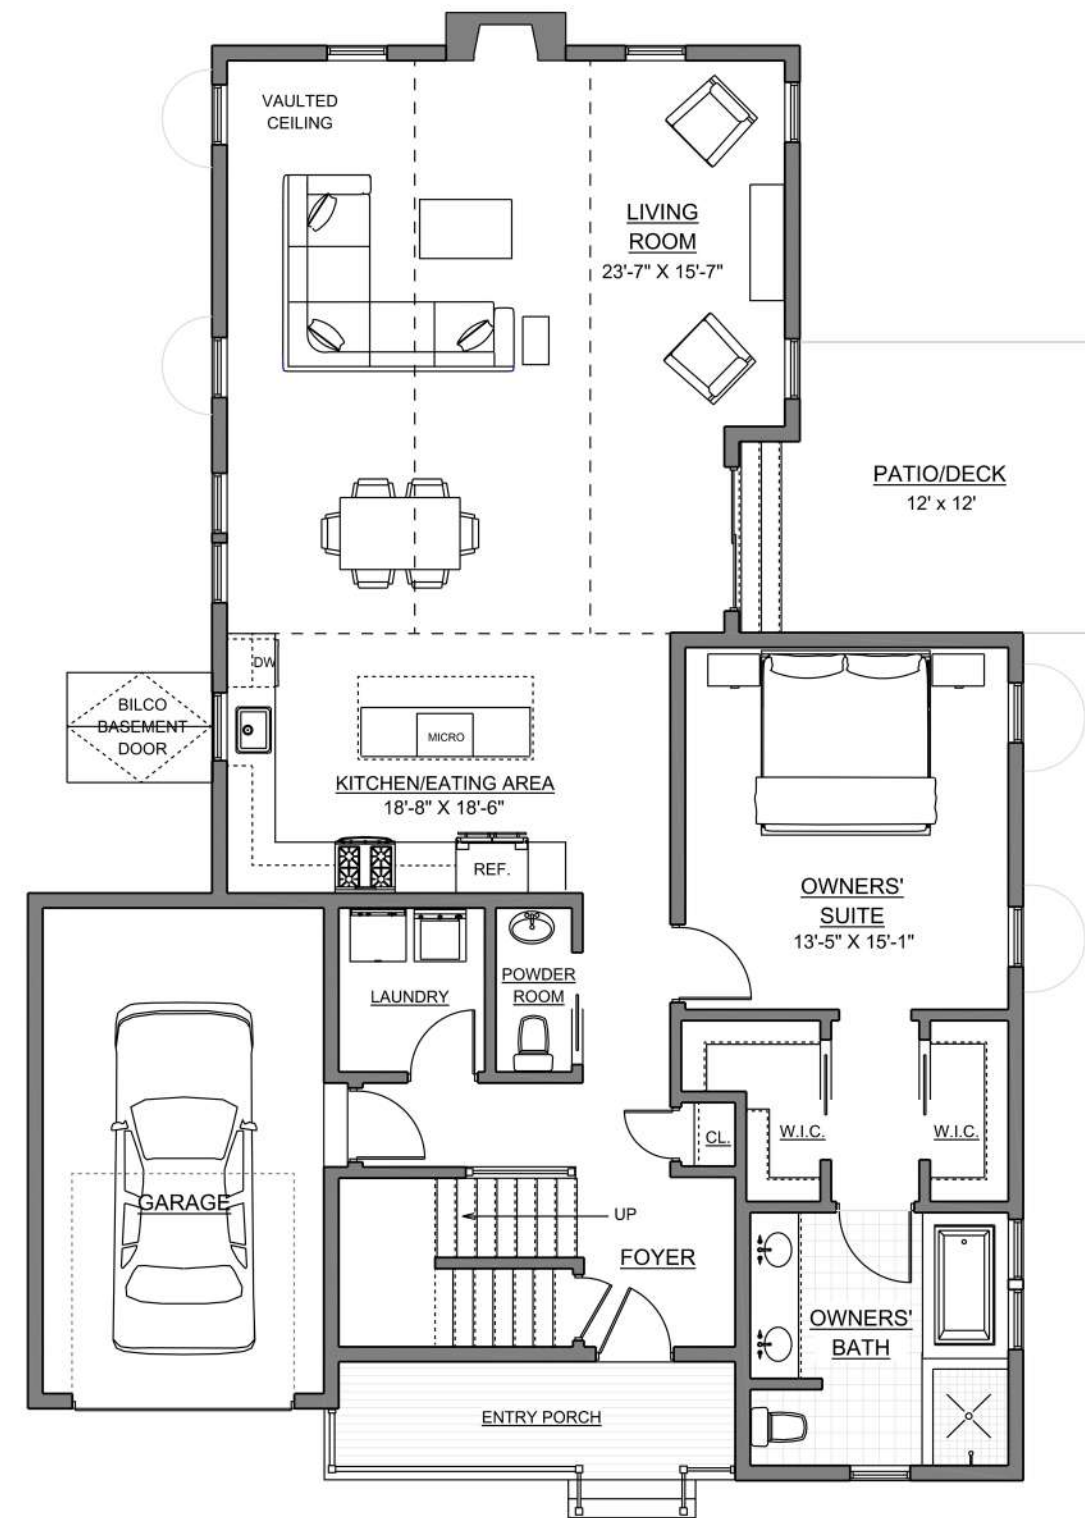 VAULTED
CEILING
LIVING
ROOM
23'-7" X 15'-7"
PATIO/DECK
12' x 12'
DW
BILCO
BASEMENT
DOOR
MICRO
KITCHEN/EATING AREA
18'-8" X 18'-6"
REF.
OWNERS'
SUITE
13'-5" X 15'-1"
LAUNDRY
POWDER
ROOM
CL.
W.I.C.
W.I.C.
GARAGE
UP
FOYER
OWNERS'
BATH
ENTRY PORCH